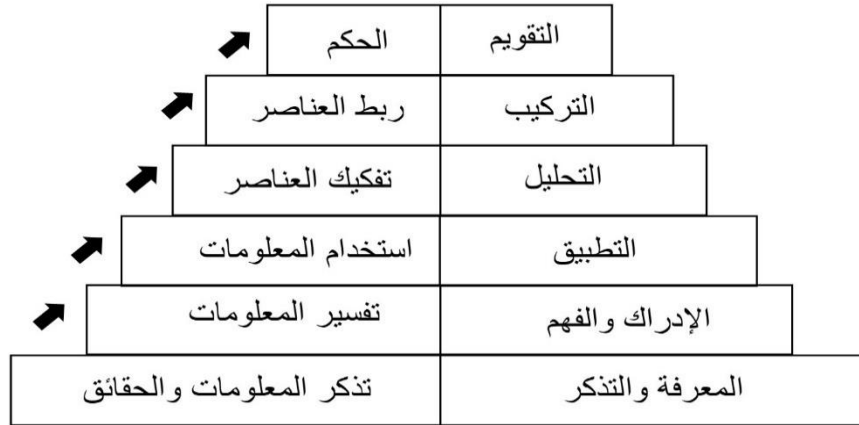 التقويم الحكم
التركيب ربط العناصر
التحليل تفكيك العناصر
التطبيق استخدام المعلومات
الإدراك والفهم تفسير المعلومات
المعرفة والتذكر تذكر المعلومات والحقائق